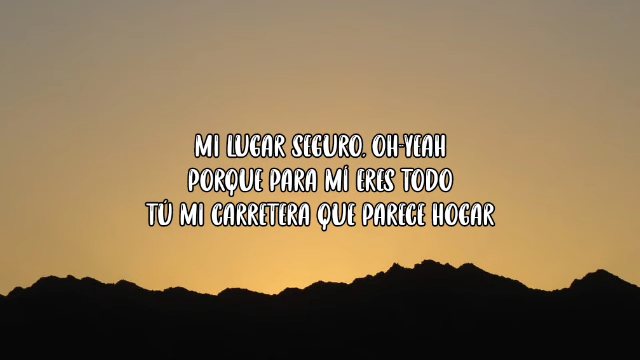 MI LUGAR SEGURO, OH-YEAH
PORQUE PARA MÍ ERES TODO
TÚ MI CARRETERA QUE PARECE HOGAR